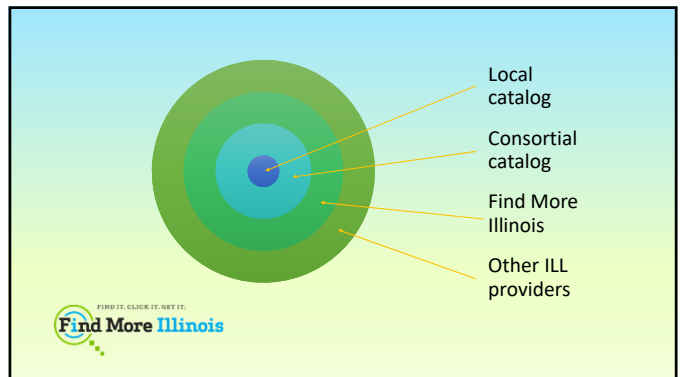 Local
catalog
Consortial
catalog
Find More
Illinois
Other ILL
providers
FIND IT. CLICK IT. GET IT.
Find More Illinois